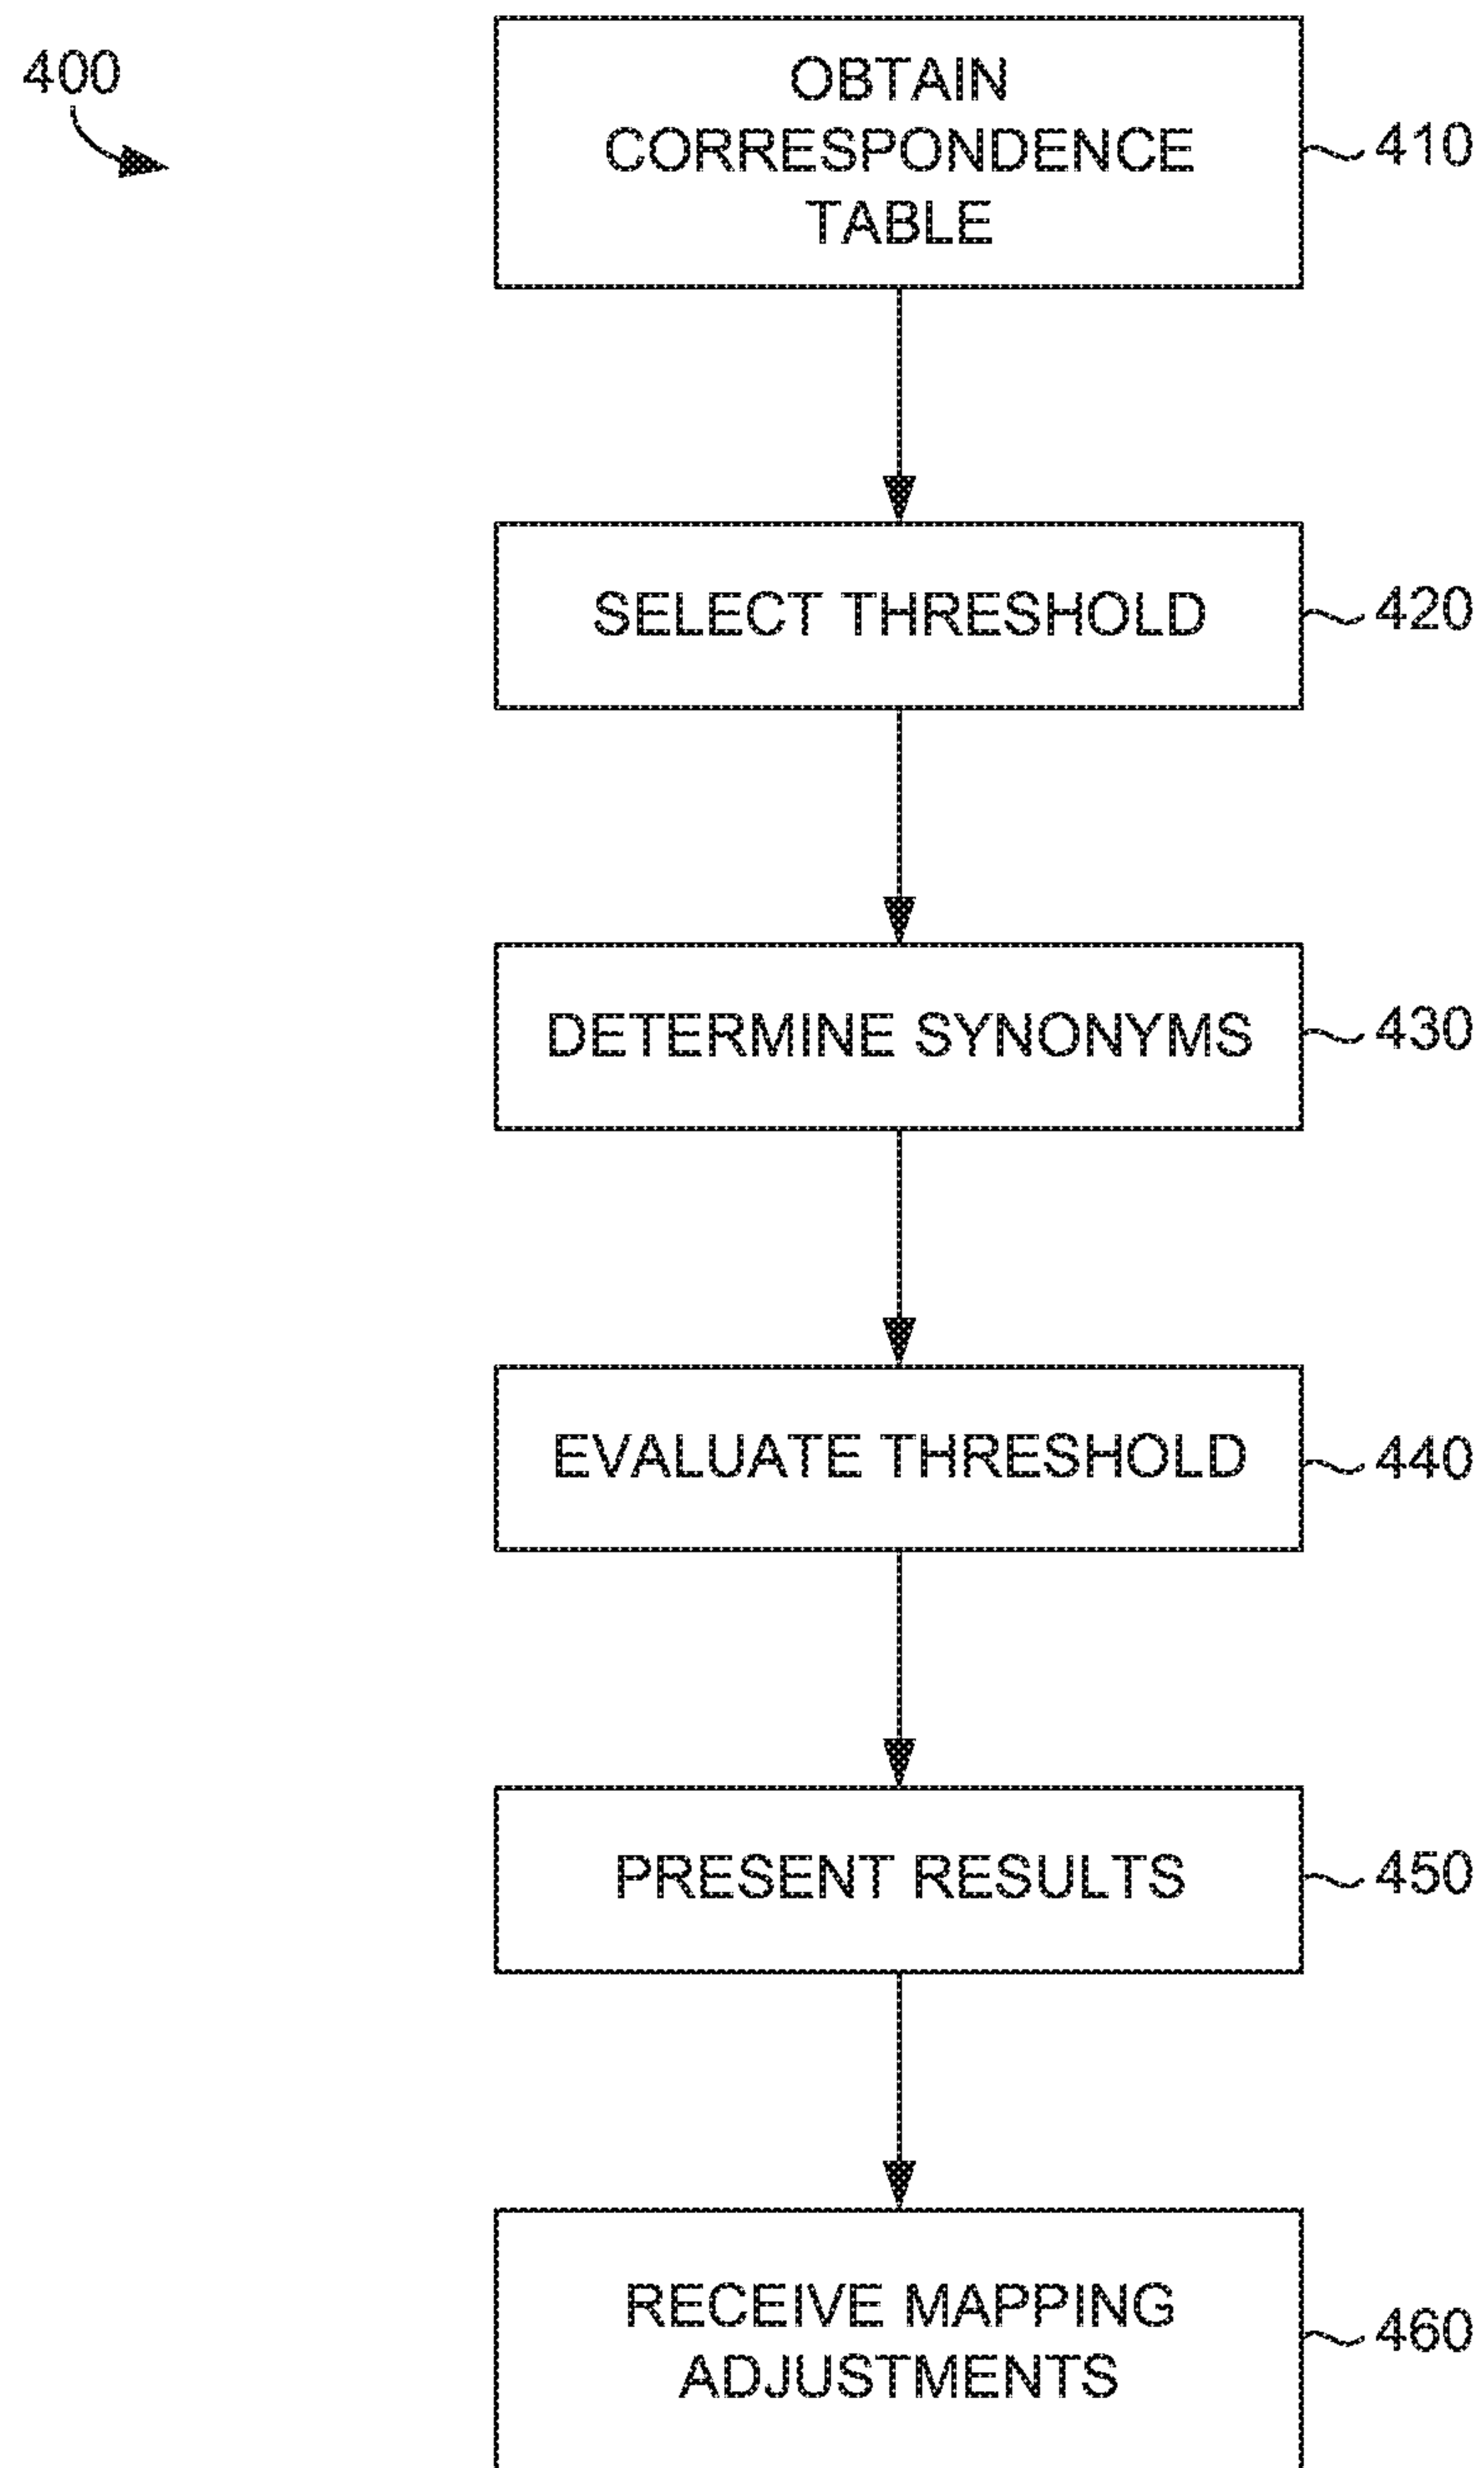 400
OBTAIN
CORRESPONDENCE
TABLE
410
SELECT THRESHOLD
420
DETERMINE SYNONYMS
430
EVALUATE THRESHOLD
440
PRESENT RESULTS
450
RECEIVE MAPPING
ADJUSTMENTS
460